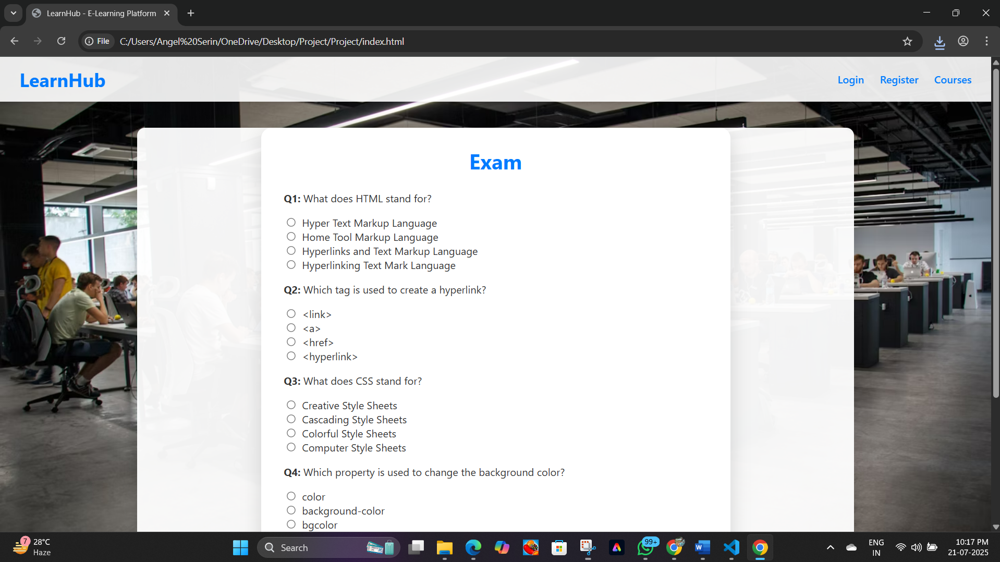 LearnHub - E-Learning Platform
File
C:/Users/Angel%20Serin/OneDrive/Desktop/Project/Project/index.html
LearnHub
Login
Register
Courses
Exam
Q1: What does HTML stand for?
Hyper Text Markup Language
Home Tool Markup Language
Hyperlinks and Text Markup Language
Hyperlinking Text Mark Language
Q2: Which tag is used to create a hyperlink?
<link>
<a>
<href>
<hyperlink>
Q3: What does CSS stand for?
Creative Style Sheets
Cascading Style Sheets
Colorful Style Sheets
Computer Style Sheets
Q4: Which property is used to change the background color?
color
background-color
bgcolor
7
28°C
Haze
Search
99+
W
ENG
IN
10:17 PM
21-07-2025